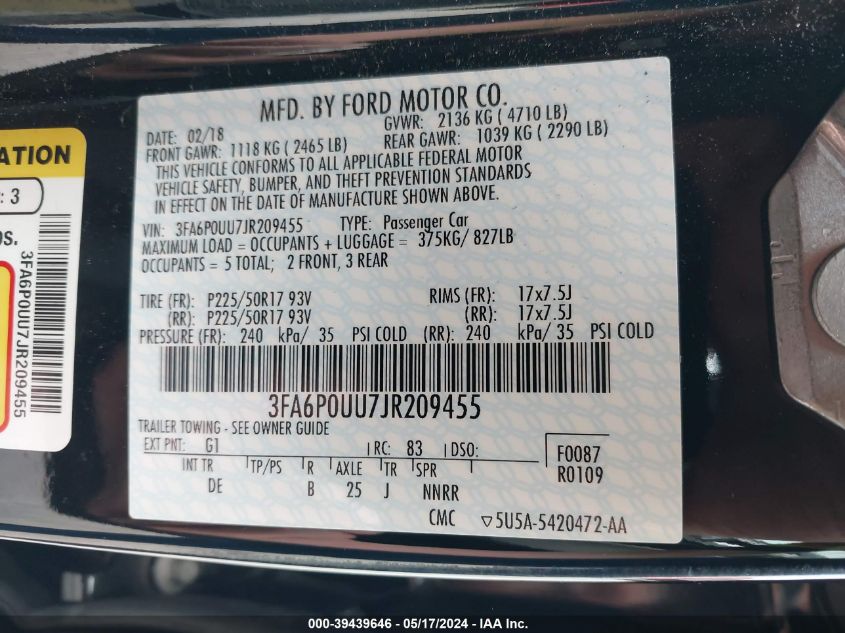 MFD. BY FORD MOTOR CO.
DATE: 02/18
GVWR: 2136 KG ( 4710 LB)
FRONT GAWR: 1118 KG ( 2465 LB)
REAR GAWR: 1039 KG ( 2290 LB)
THIS VEHICLE CONFORMS TO ALL APPLICABLE FEDERAL MOTOR
VEHICLE SAFETY, BUMPER, AND THEFT PREVENTION STANDARDS
IN EFFECT ON THE DATE OF MANUFACTURE SHOWN ABOVE.
VIN: 3FA6P0UU7JR209455 TYPE: Passenger Car
MAXIMUM LOAD = OCCUPANTS + LUGGAGE = 375KG/ 827LB
OCCUPANTS = 5 TOTAL; 2 FRONT, 3 REAR
TIRE (FR): P225/50R17 93V RIMS (FR): 17x7.5J
(RR): P225/50R17 93V (RR): 17x7.5J
PRESSURE (FR): 240 kPa/ 35 PSI COLD (RR): 240 kPa/ 35 PSI COLD
3FA6P0UU7JR209455
TRAILER TOWING - SEE OWNER GUIDE
EXT PNT: G1 RC: 83 DSO: F0087
R0109
INT TR TP/PS R AXLE TR SPR
DE B 25 J NNRR
CMC ▽5U5A-5420472-AA
ATION
: 3
os.
3FA6P0UU7JR209455
000-39439646 - 05/17/2024 - IAA Inc.